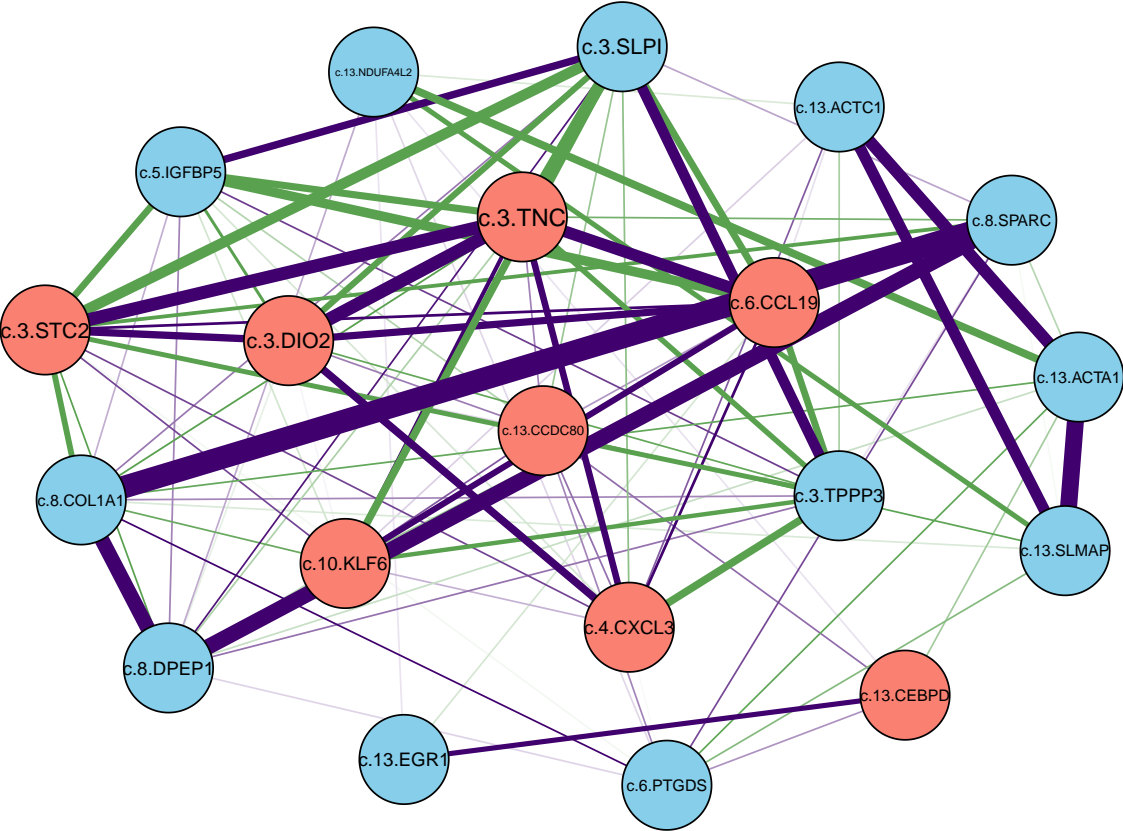 c.3.SLPI
c.13.NDUFA4L2
c.13.ACTC1
c.5.IGFBP5
c.3.TNC
c.8.SPARC
c.6.CCL19
c.3.STC2
c.3.DIO2
c.13.ACTA1
c.13.CCDC80
c.8.COL1A1
c.3.TPPP3
c.13.SLMAP
c.10.KLF6
c.4.CXCL3
c.8.DPEP1
c.13.CEBPD
c.13.EGR1
c.6.PTGDS